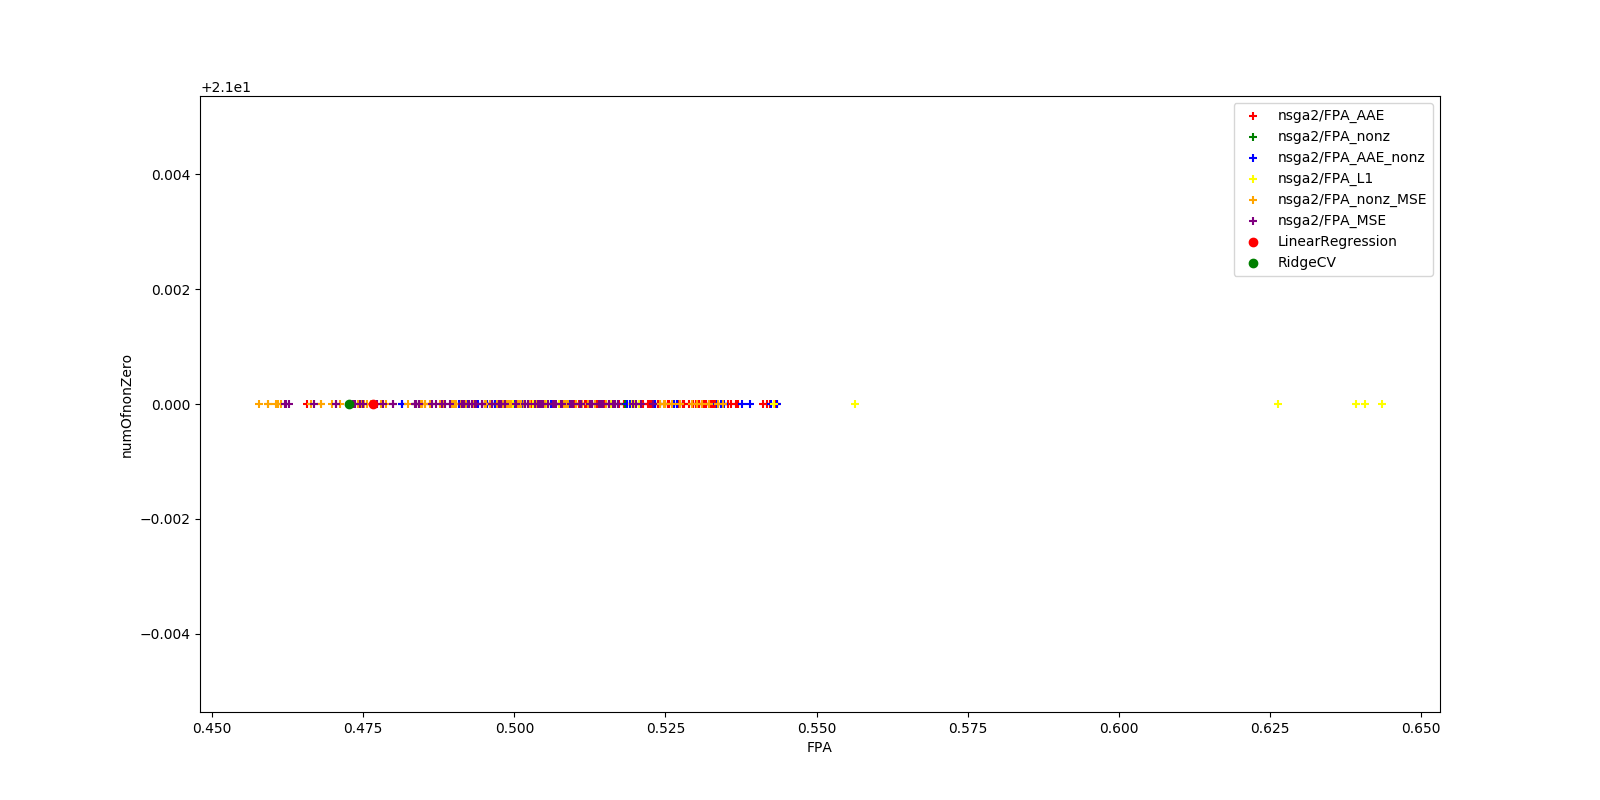 +2.1e1
nsga2/FPA_AAE
nsga2/FPA_nonz
nsga2/FPA_AAE_nonz
nsga2/FPA_L1
nsga2/FPA_nonz_MSE
nsga2/FPA_MSE
LinearRegression
RidgeCV
0.004
0.002
0.000
−0.002
−0.004
numOfnonZero
0.450 0.475 0.500 0.525 0.550 0.575 0.600 0.625 0.650
FPA